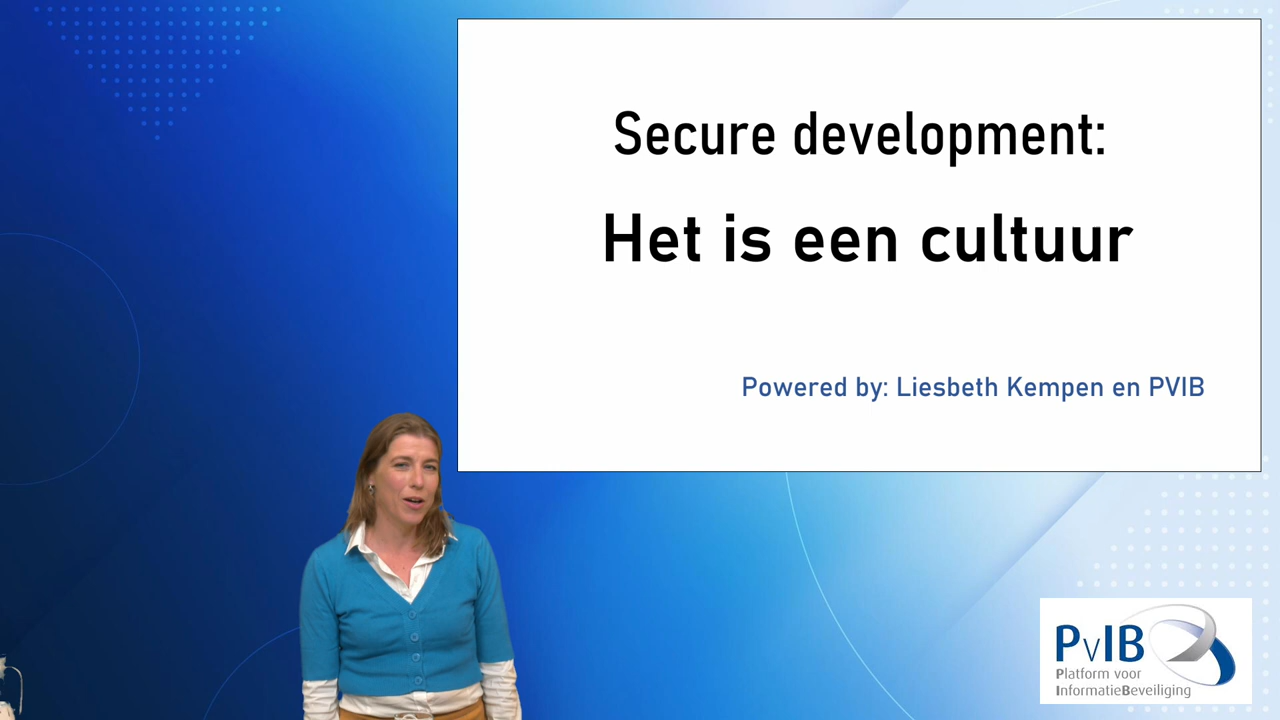 Secure development:
Het is een cultuur
Powered by: Liesbeth Kempen en PVIB
PvIB
Platform voor
InformatieBeveiliging